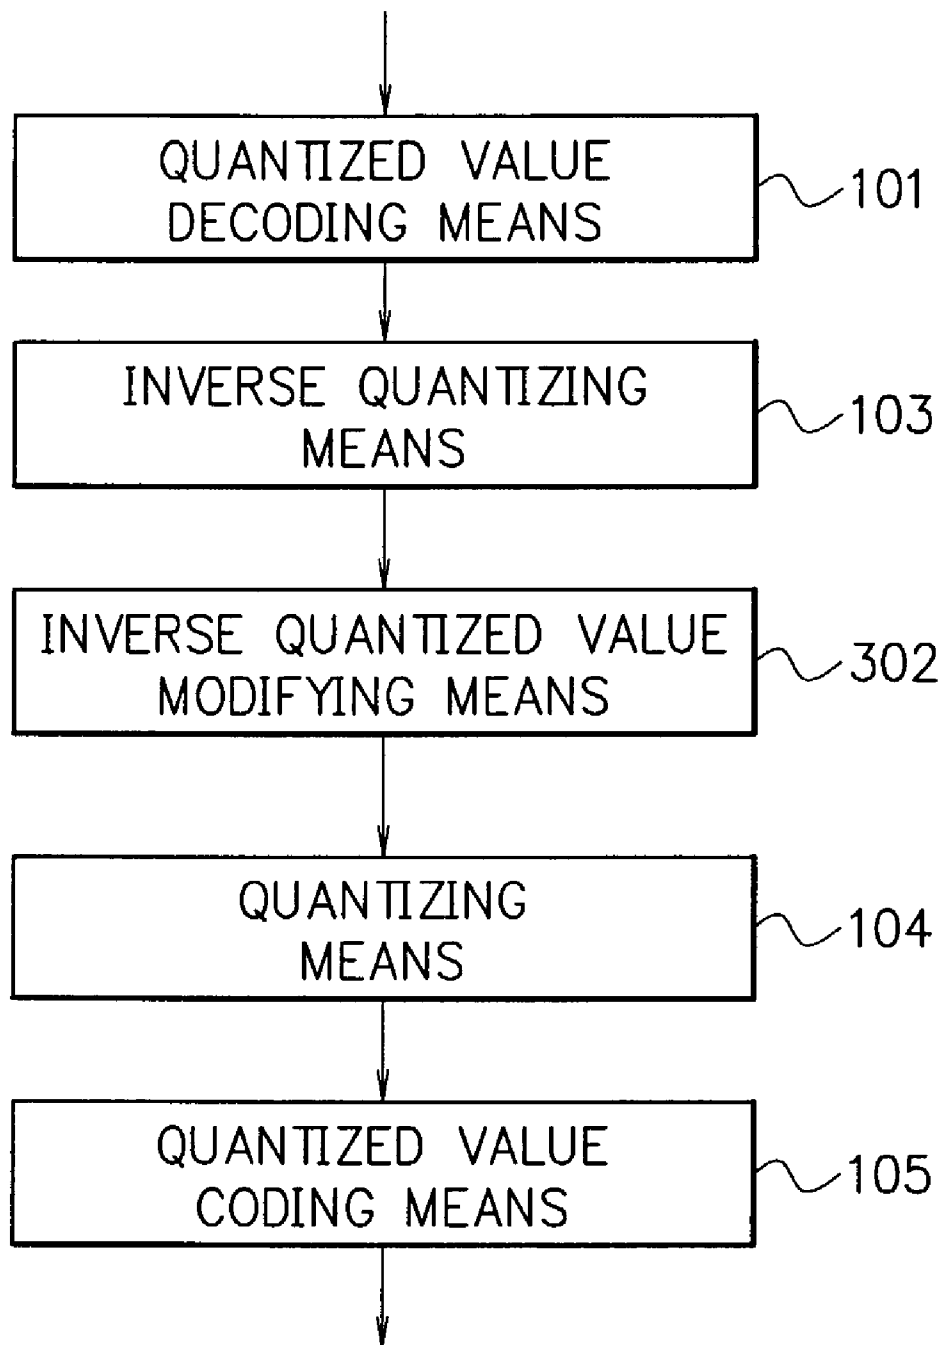 QUANTIZED VALUE
DECODING MEANS
101
INVERSE QUANTIZING
MEANS
103
INVERSE QUANTIZED VALUE
MODIFYING MEANS
302
QUANTIZING
MEANS
104
QUANTIZED VALUE
CODING MEANS
105